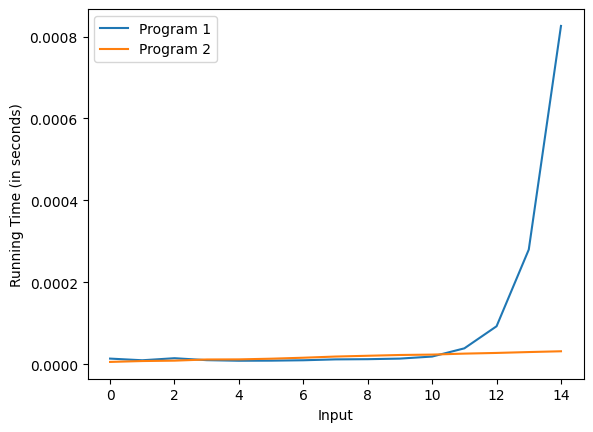 Program 1
Program 2
0.0008
0.0006
0.0004
0.0002
0.0000
Running Time (in seconds)
0 2 4 6 8 10 12 14
Input